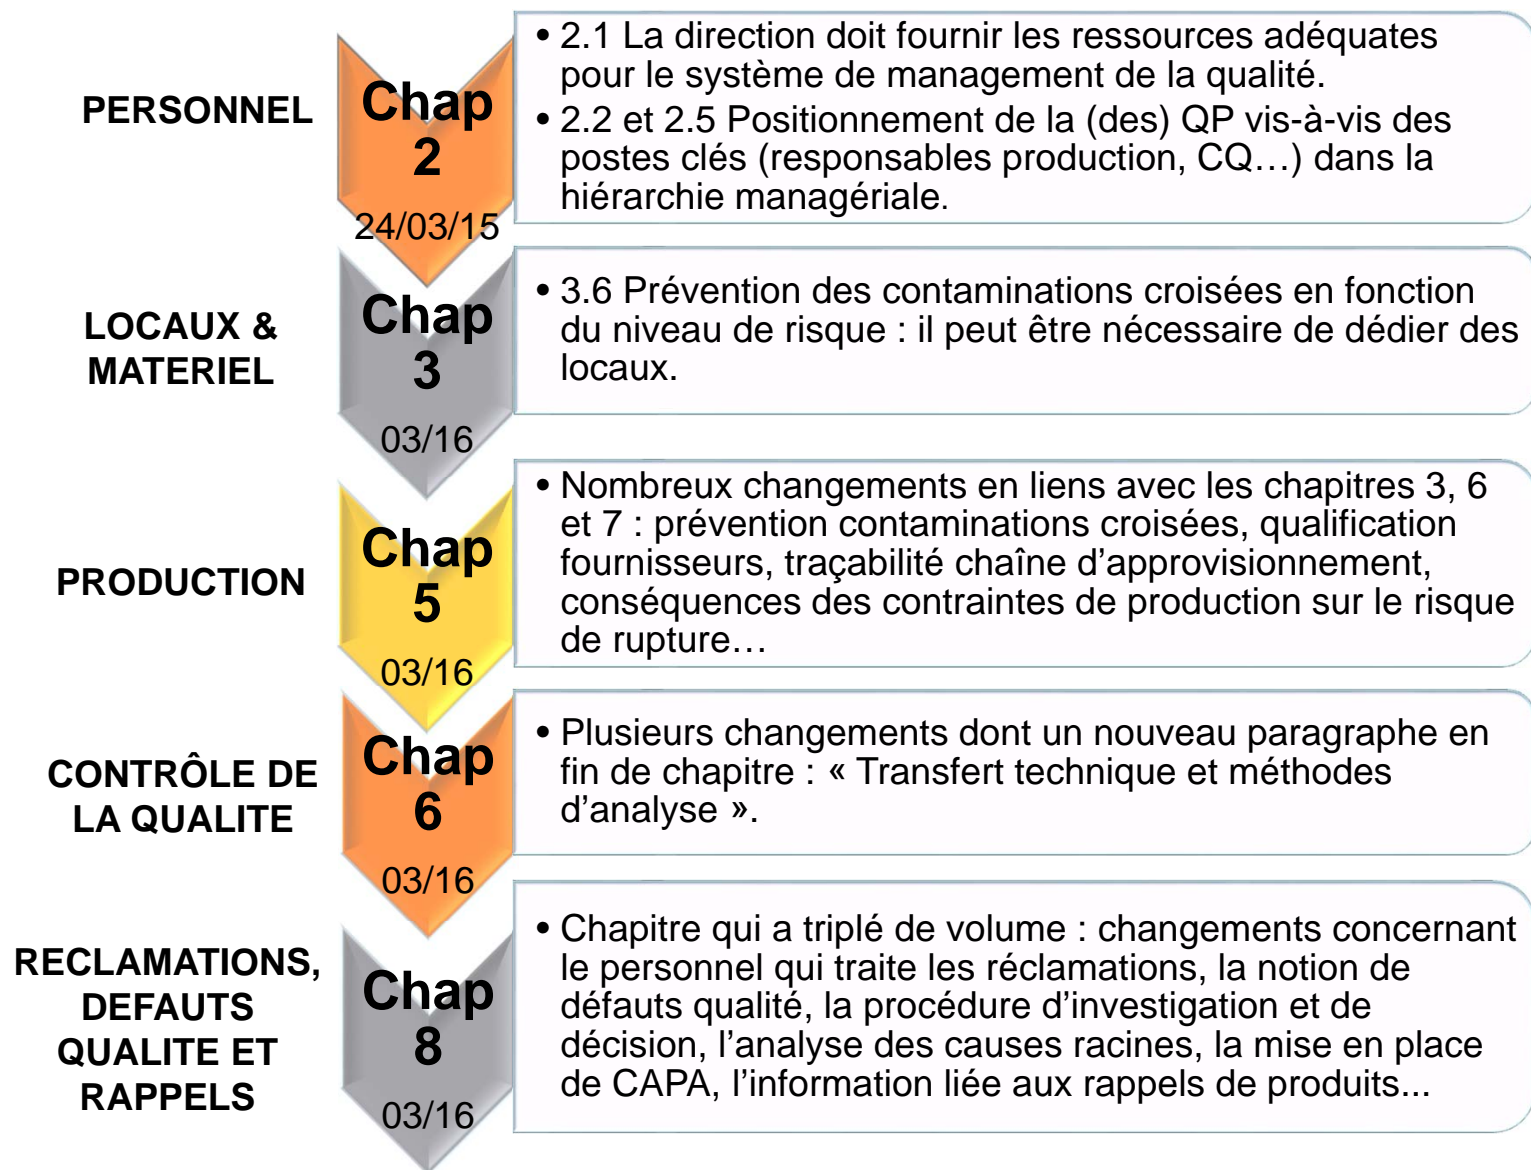 PERSONNEL
Chap
2
24/03/15
• 2.1 La direction doit fournir les ressources adéquates
pour le système de management de la qualité.
• 2.2 et 2.5 Positionnement de la (des) QP vis-à-vis des
postes clés (responsables production, CQ…) dans la
hiérarchie managériale.
LOCAUX &
MATERIEL
Chap
3
03/16
• 3.6 Prévention des contaminations croisées en fonction
du niveau de risque : il peut être nécessaire de dédier des
locaux.
PRODUCTION
Chap
5
03/16
• Nombreux changements en liens avec les chapitres 3, 6
et 7 : prévention contaminations croisées, qualification
fournisseurs, traçabilité chaîne d’approvisionnement,
conséquences des contraintes de production sur le risque
de rupture…
CONTRÔLE DE
LA QUALITE
Chap
6
03/16
• Plusieurs changements dont un nouveau paragraphe en
fin de chapitre : « Transfert technique et méthodes
d’analyse ».
RECLAMATIONS,
DEFAUTS
QUALITE ET
RAPPELS
Chap
8
03/16
• Chapitre qui a triplé de volume : changements concernant
le personnel qui traite les réclamations, la notion de
défauts qualité, la procédure d’investigation et de
décision, l’analyse des causes racines, la mise en place
de CAPA, l’information liée aux rappels de produits...